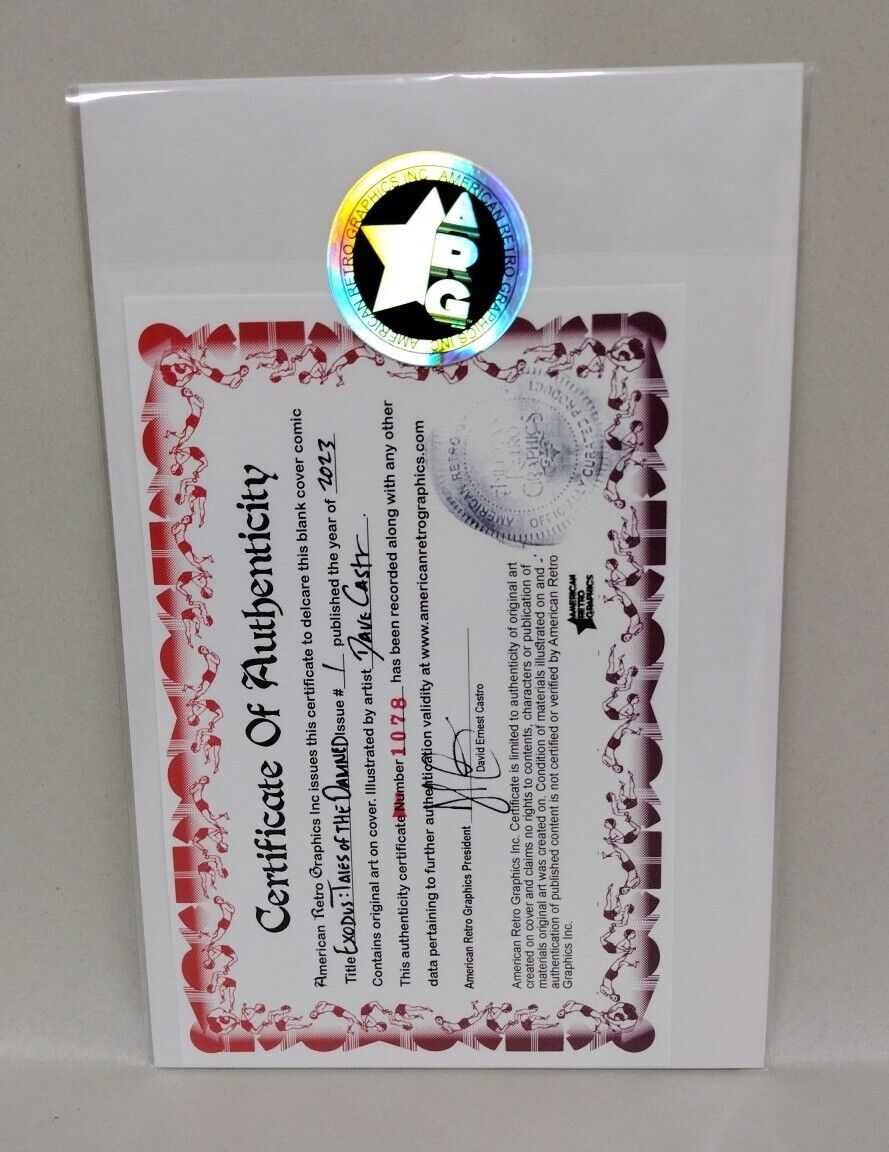 AMERICAN RETRO GRAPHICS INC. AMERICAN RETRO GRAPHICS INC.
ARG
Certificate Of Authenticity
American Retro Graphics Inc issues this certificate to delcare this blank cover comic
Title EXODUS: TALES OF THE DAMNED Issue # 1 published the year of 2023
Contains original art on cover. Illustrated by artist DAVE CASTR.
This authenticity certificate Number 1078 has been recorded along with any other
data pertaining to further authentication validity at www.americanretrographics.com
American Retro Graphics President
David Ernest Castro
American Retro Graphics Inc. Certificate is limited to authenticity of original art
created on cover and claims no rights to contents, characters or publication of
materials original art was created on. Condition of materials illustrated on and
authentication of published content is not certified or verified by American Retro
Graphics Inc.
AMERICAN
RETRO
GRAPHICS
AMERICAN RETRO
GRAPHICS
OFFICIAL
PRODUCT